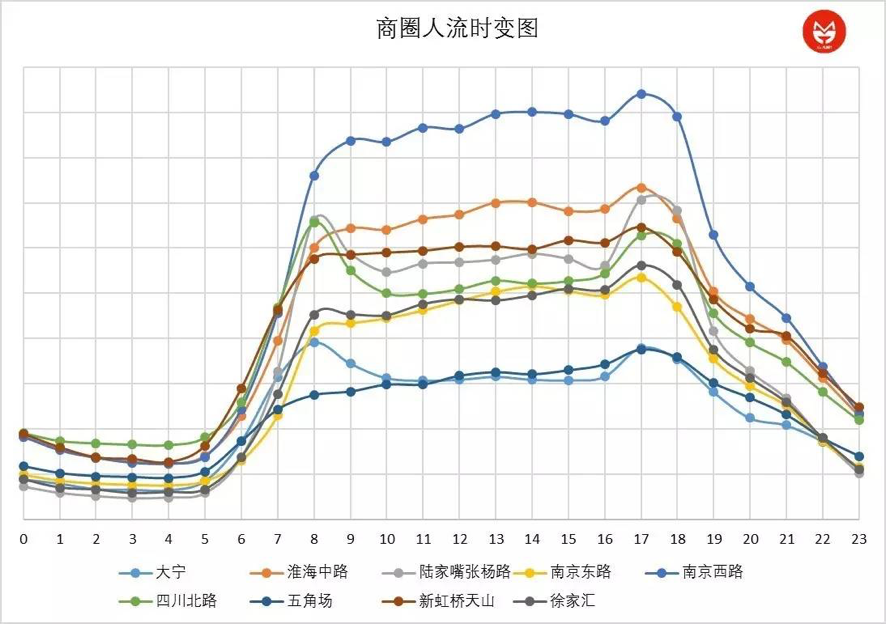 商圈人流时变图
0 1 2 3 4 5 6 7 8 9 10 11 12 13 14 15 16 17 18 19 20 21 22 23
大宁 淮海中路 陆家嘴张杨路 南京东路 南京西路
四川北路 五角场 新虹桥天山 徐家汇